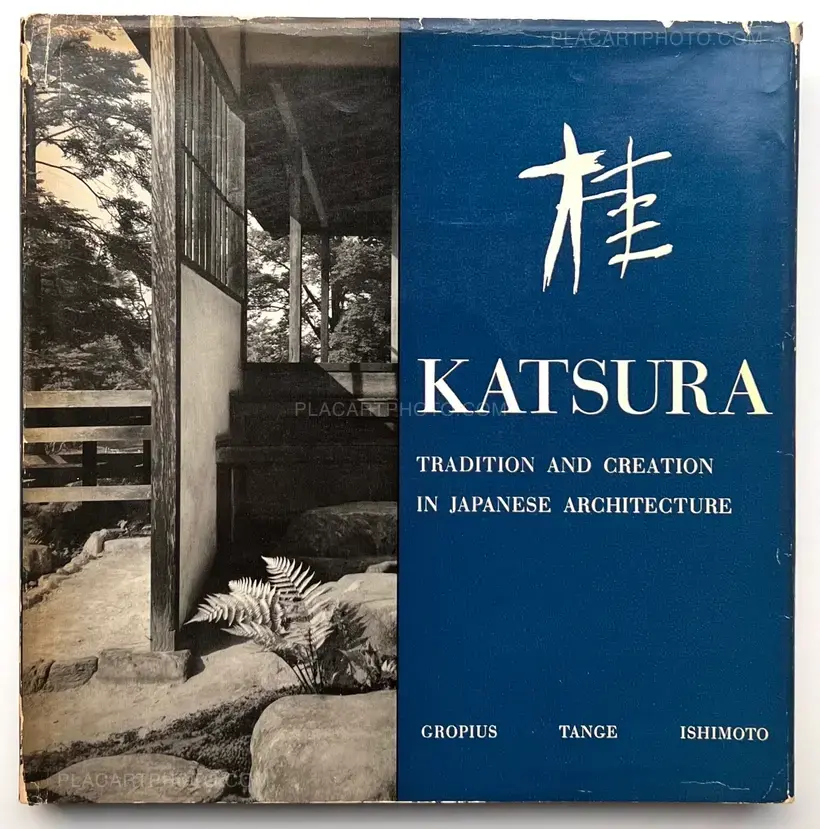 PLACARTPHOTO.COM
桂
KATSURA
PLACARTPHOTO.COM
TRADITION AND CREATION
IN JAPANESE ARCHITECTURE
GROPIUS TANGE ISHIMOTO
PLACARTPHOTO.COM